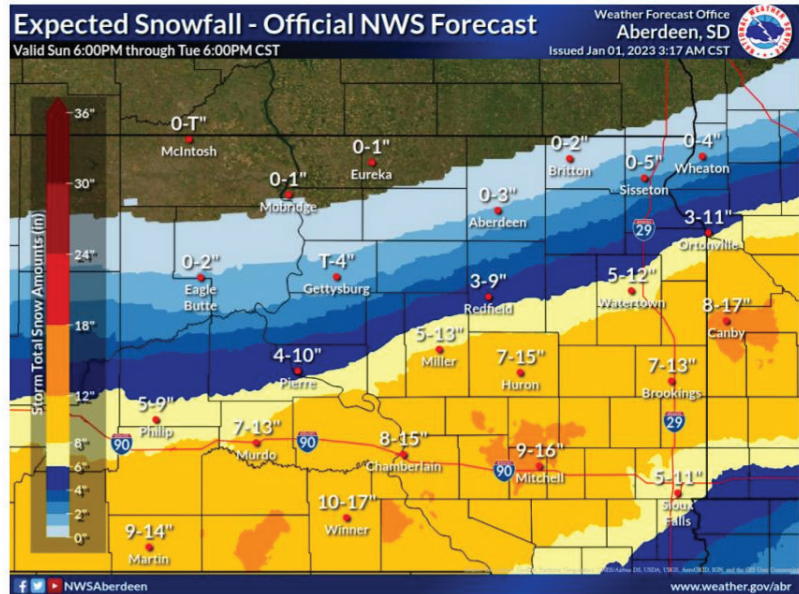 Expected Snowfall - Official NWS Forecast
Valid Sun 6:00PM through Tue 6:00PM CST
Weather Forecast Office
Aberdeen, SD
Issued Jan 01, 2023 3:17 AM CST
NATIONAL WEATHER SERVICE
Storm Total Snow Amounts (in)
36"
30"
24"
18"
12"
8"
6"
4"
2"
0"
0-T"
McIntosh
0-1"
Eureka
0-1"
Mobridge
0-2"
Britton
0-4"
Wheaton
0-5"
Sisseton
0-3"
Aberdeen
3-11"
Ortonville
29
0-2"
Eagle
Butte
T-4"
Gettysburg
3-9"
Redfield
5-12"
Watertown
8-17"
Canby
5-13"
Miller
4-10"
Pierre
7-15"
Huron
7-13"
Brookings
29
5-9"
Philip
90
7-13"
Murdo
90
8-15"
Chamberlain
90
9-16"
Mitchell
5-11"
Sioux
Falls
10-17"
Winner
9-14"
Martin
NWSAberdeen
www.weather.gov/abr